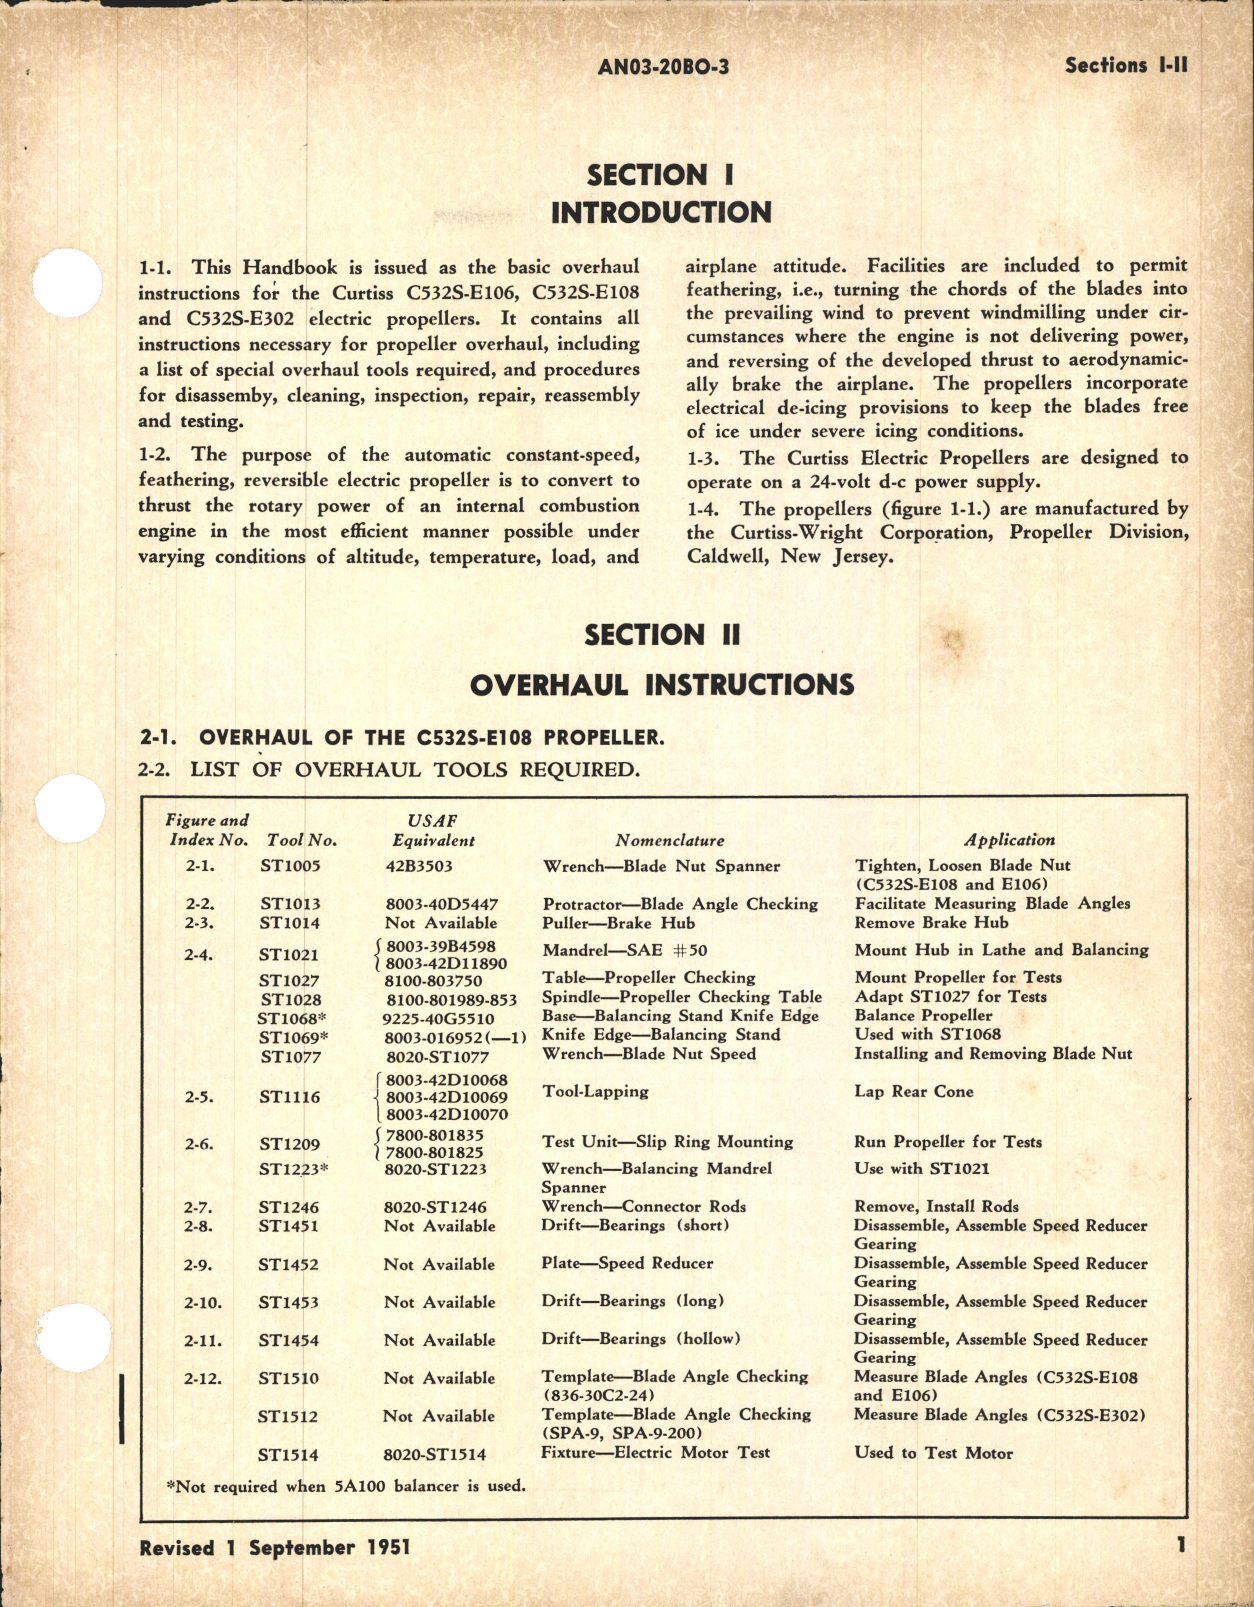 AN03-20BO-3
Sections I-II
SECTION I
INTRODUCTION
1-1. This Handbook is issued as the basic overhaul
instructions for the Curtiss C532S-E106, C532S-E108
and C532S-E302 electric propellers. It contains all
instructions necessary for propeller overhaul, including
a list of special overhaul tools required, and procedures
for disassemby, cleaning, inspection, repair, reassembly
and testing.
1-2. The purpose of the automatic constant-speed,
feathering, reversible electric propeller is to convert to
thrust the rotary power of an internal combustion
engine in the most efficient manner possible under
varying conditions of altitude, temperature, load, and
airplane attitude. Facilities are included to permit
feathering, i.e., turning the chords of the blades into
the prevailing wind to prevent windmilling under cir-
cumstances where the engine is not delivering power,
and reversing of the developed thrust to aerodynamic-
ally brake the airplane. The propellers incorporate
electrical de-icing provisions to keep the blades free
of ice under severe icing conditions.
1-3. The Curtiss Electric Propellers are designed to
operate on a 24-volt d-c power supply.
1-4. The propellers (figure 1-1.) are manufactured by
the Curtiss-Wright Corporation, Propeller Division,
Caldwell, New Jersey.
SECTION II
OVERHAUL INSTRUCTIONS
2-1. OVERHAUL OF THE C532S-E108 PROPELLER.
2-2. LIST OF OVERHAUL TOOLS REQUIRED.
Figure and USAF
Index No. Tool No. Equivalent Nomenclature Application
2-1. ST1005 42B3503 Wrench—Blade Nut Spanner Tighten, Loosen Blade Nut
(C532S-E108 and E106)
2-2. ST1013 8003-40D5447 Protractor—Blade Angle Checking Facilitate Measuring Blade Angles
2-3. ST1014 Not Available Puller—Brake Hub Remove Brake Hub
2-4. ST1021 8003-39B4598 Mandrel—SAE #50 Mount Hub in Lathe and Balancing
8003-42D11890
ST1027 8100-803750 Table—Propeller Checking Mount Propeller for Tests
ST1028 8100-801989-853 Spindle—Propeller Checking Table Adapt ST1027 for Tests
ST1068* 9225-40G5510 Base—Balancing Stand Knife Edge Balance Propeller
ST1069* 8003-016952(—1) Knife Edge—Balancing Stand Used with ST1068
ST1077 8020-ST1077 Wrench—Blade Nut Speed Installing and Removing Blade Nut
8003-42D10068
2-5. ST1116 8003-42D10069 Tool-Lapping Lap Rear Cone
8003-42D10070
2-6. ST1209 7800-801835 Test Unit—Slip Ring Mounting Run Propeller for Tests
7800-801825
ST1223* 8020-ST1223 Wrench—Balancing Mandrel Use with ST1021
Spanner
2-7. ST1246 8020-ST1246 Wrench—Connector Rods Remove, Install Rods
2-8. ST1451 Not Available Drift—Bearings (short) Disassemble, Assemble Speed Reducer
Gearing
2-9. ST1452 Not Available Plate—Speed Reducer Disassemble, Assemble Speed Reducer
Gearing
2-10. ST1453 Not Available Drift—Bearings (long) Disassemble, Assemble Speed Reducer
Gearing
2-11. ST1454 Not Available Drift—Bearings (hollow) Disassemble, Assemble Speed Reducer
Gearing
2-12. ST1510 Not Available Template—Blade Angle Checking Measure Blade Angles (C532S-E108
(836-30C2-24) and E106)
ST1512 Not Available Template—Blade Angle Checking Measure Blade Angles (C532S-E302)
(SPA-9, SPA-9-200)
ST1514 8020-ST1514 Fixture—Electric Motor Test Used to Test Motor
*Not required when 5A100 balancer is used.
Revised 1 September 1951
1